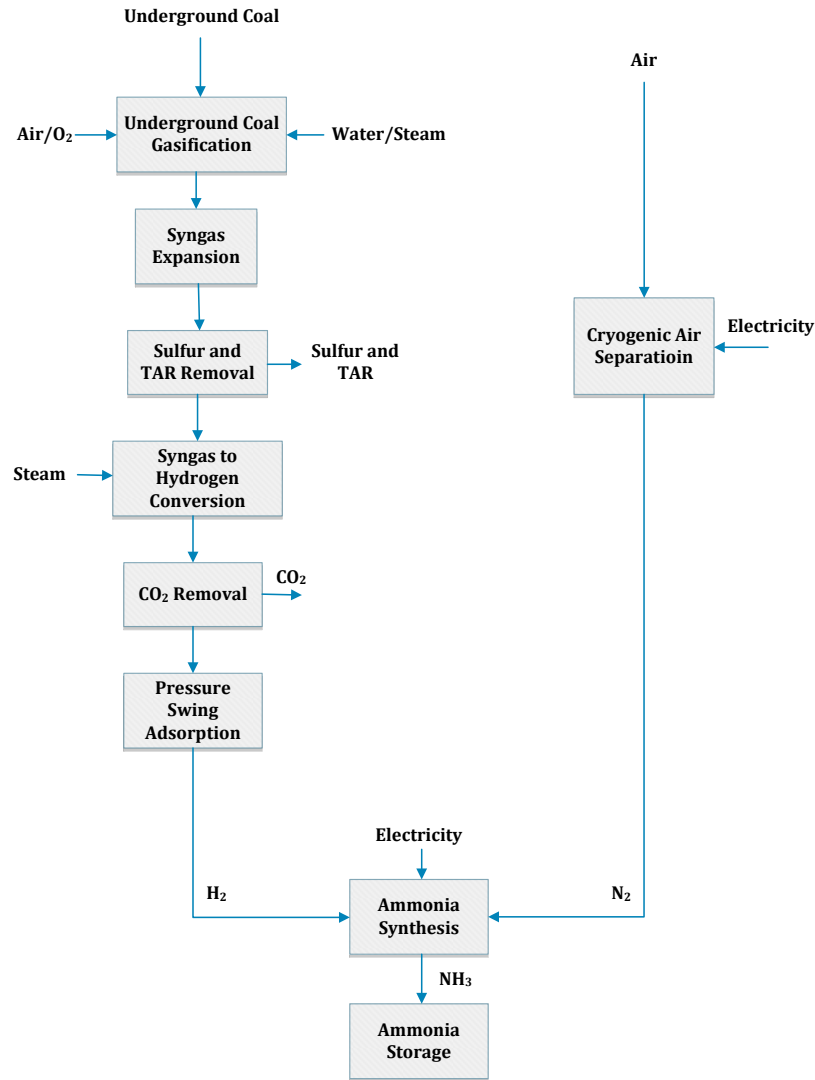 Underground Coal
Air
Air/O₂
Underground Coal
Gasification
Water/Steam
Syngas
Expansion
Sulfur and
TAR Removal
Sulfur and
TAR
Cryogenic Air
Separatioin
Electricity
Steam
Syngas to
Hydrogen
Conversion
CO₂ Removal
CO₂
Pressure
Swing
Adsorption
Electricity
H₂
Ammonia
Synthesis
N₂
NH₃
Ammonia
Storage